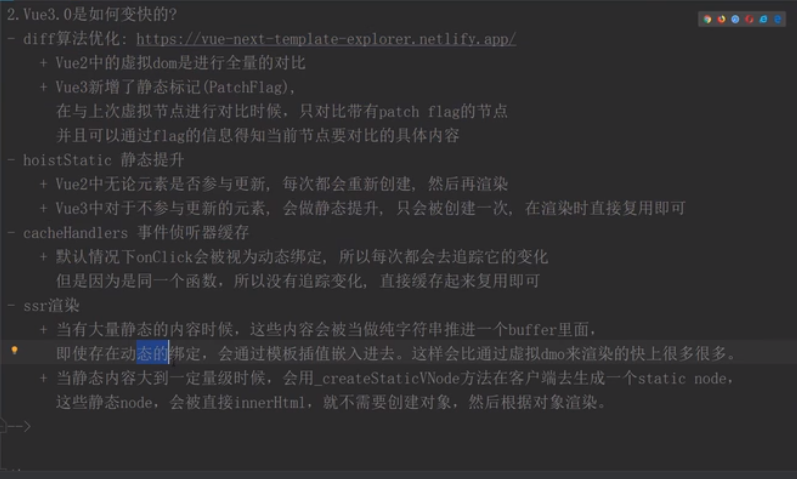 2.Vue3.0是如何变快的?
- diff算法优化: https://vue-next-template-explorer.netlify.app/
+ Vue2中的虚拟dom是进行全量的对比
+ Vue3新增了静态标记(PatchFlag),
在与上次虚拟节点进行对比时候，只对比带有patch flag的节点
并且可以通过flag的信息得知当前节点要对比的具体内容
- hoistStatic 静态提升
+ Vue2中无论元素是否参与更新, 每次都会重新创建, 然后再渲染
+ Vue3中对于不参与更新的元素, 会做静态提升, 只会被创建一次, 在渲染时直接复用即可
- cacheHandlers 事件侦听器缓存
+ 默认情况下onClick会被视为动态绑定, 所以每次都会去追踪它的变化
但是因为是同一个函数，所以没有追踪变化, 直接缓存起来复用即可
- ssr渲染
+ 当有大量静态的内容时候，这些内容会被当做纯字符串推进一个buffer里面，
即使存在动态的绑定，会通过模板插值嵌入进去。这样会比通过虚拟dmo来渲染的快上很多很多。
+ 当静态内容大到一定量级时候，会用_createStaticVNode方法在客户端去生成一个static node，
这些静态node，会被直接innerHtml，就不需要创建对象，然后根据对象渲染。
-->